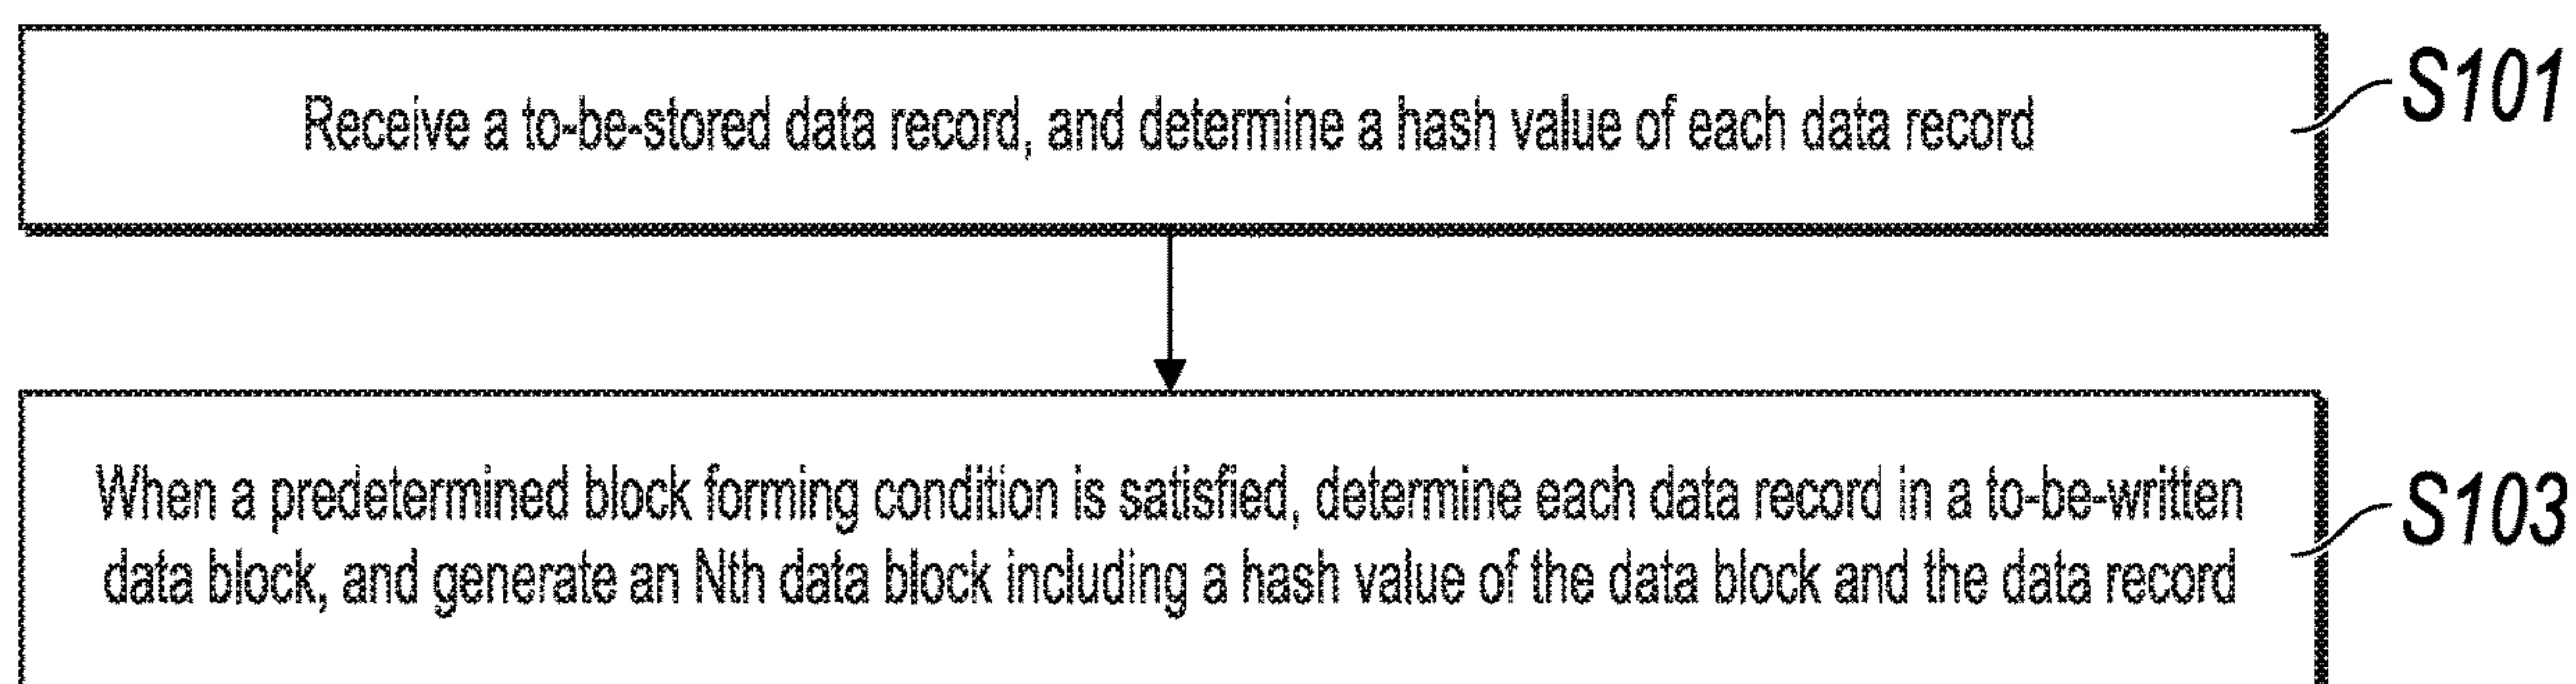 Receive a to-be-stored data record, and determine a hash value of each data record
S101
When a predetermined block forming condition is satisfied, determine each data record in a to-be-written
data block, and generate an Nth data block including a hash value of the data block and the data record
S103